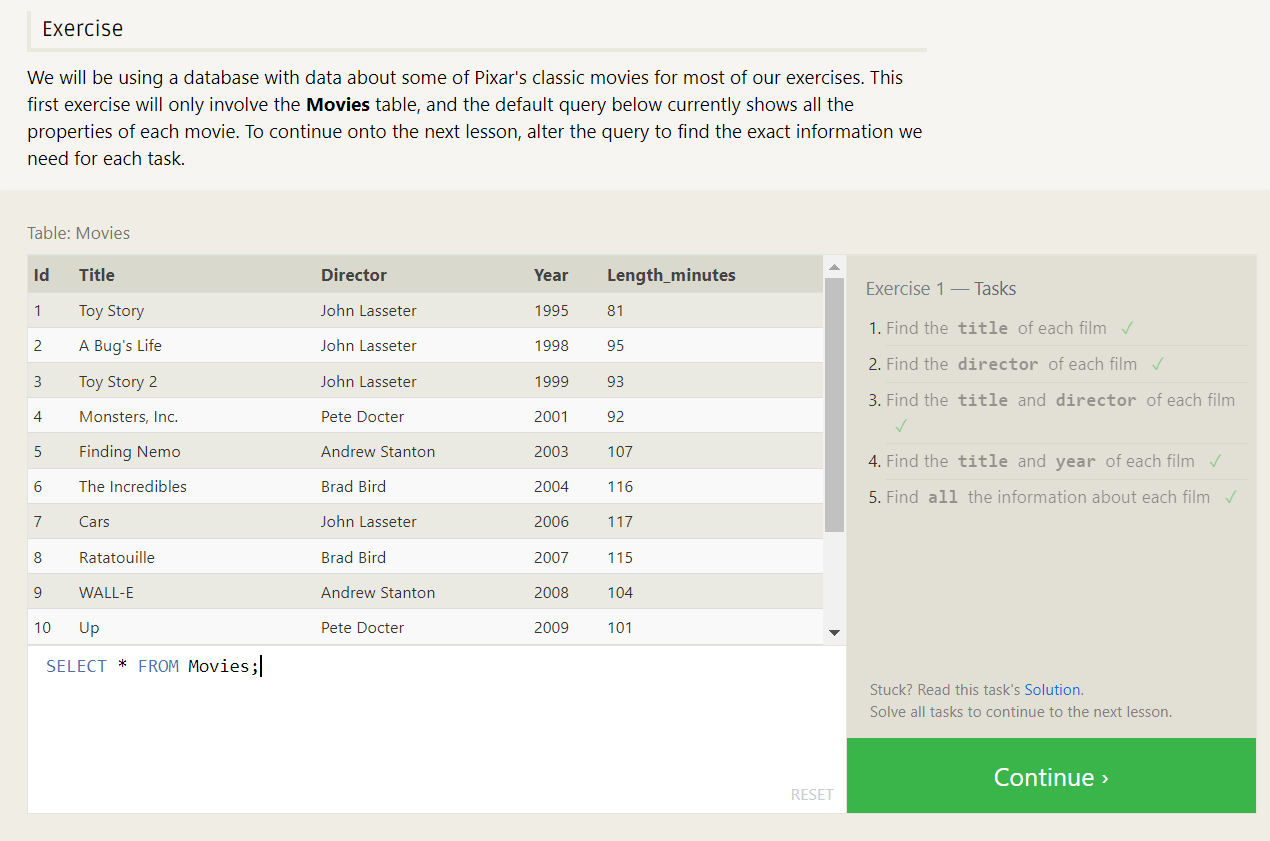 Exercise
We will be using a database with data about some of Pixar's classic movies for most of our exercises. This
first exercise will only involve the Movies table, and the default query below currently shows all the
properties of each movie. To continue onto the next lesson, alter the query to find the exact information we
need for each task.
Table: Movies
Id Title Director Year Length_minutes
1 Toy Story John Lasseter 1995 81
2 A Bug's Life John Lasseter 1998 95
3 Toy Story 2 John Lasseter 1999 93
4 Monsters, Inc. Pete Docter 2001 92
5 Finding Nemo Andrew Stanton 2003 107
6 The Incredibles Brad Bird 2004 116
7 Cars John Lasseter 2006 117
8 Ratatouille Brad Bird 2007 115
9 WALL-E Andrew Stanton 2008 104
10 Up Pete Docter 2009 101
SELECT * FROM Movies;
RESET
Exercise 1 — Tasks
1. Find the title of each film ✓
2. Find the director of each film ✓
3. Find the title and director of each film
✓
4. Find the title and year of each film ✓
5. Find all the information about each film ✓
Stuck? Read this task's Solution.
Solve all tasks to continue to the next lesson.
Continue ›